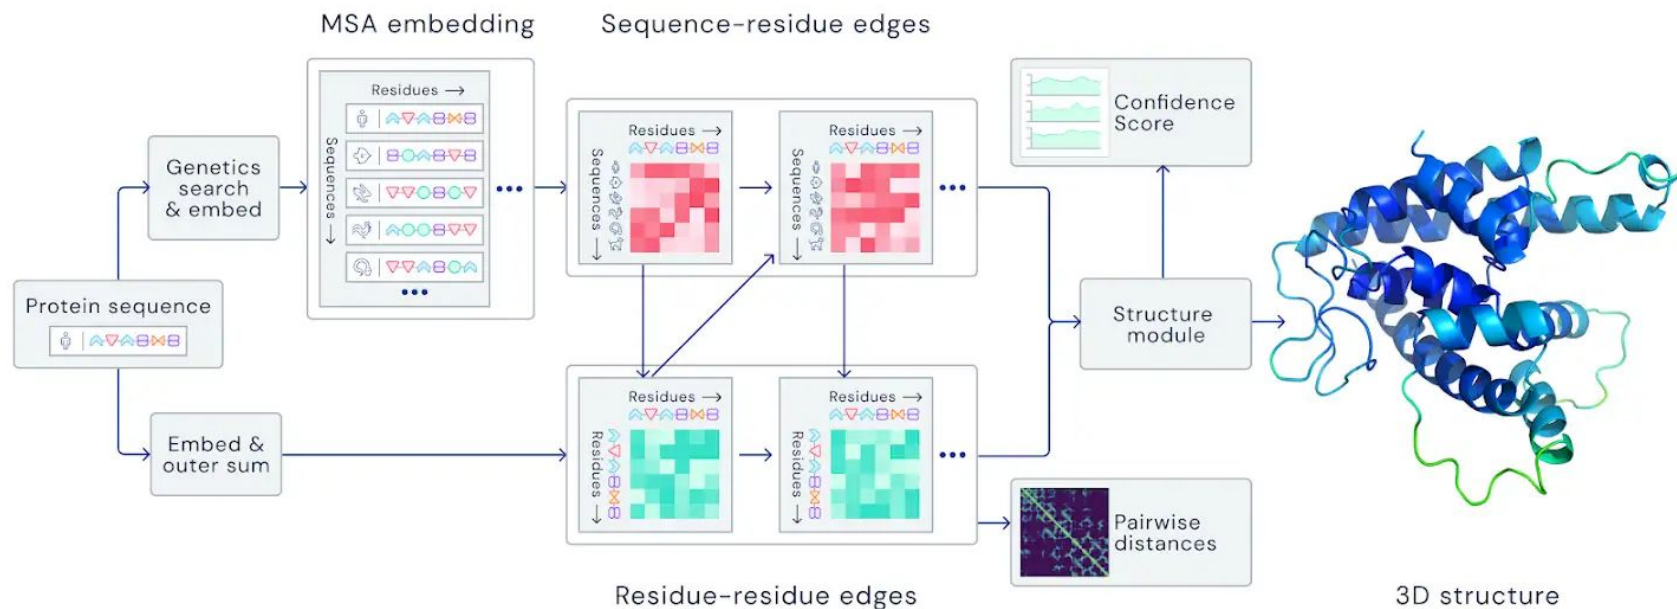 MSA embedding
Sequence-residue edges
Residues →
Sequences →
Genetics
search
& embed
Protein sequence
Embed &
outer sum
Residues →
Sequences →
Residues →
Sequences →
Residues →
Residues →
Residues →
Residues →
Confidence
Score
Structure
module
Pairwise
distances
Residue-residue edges
3D structure